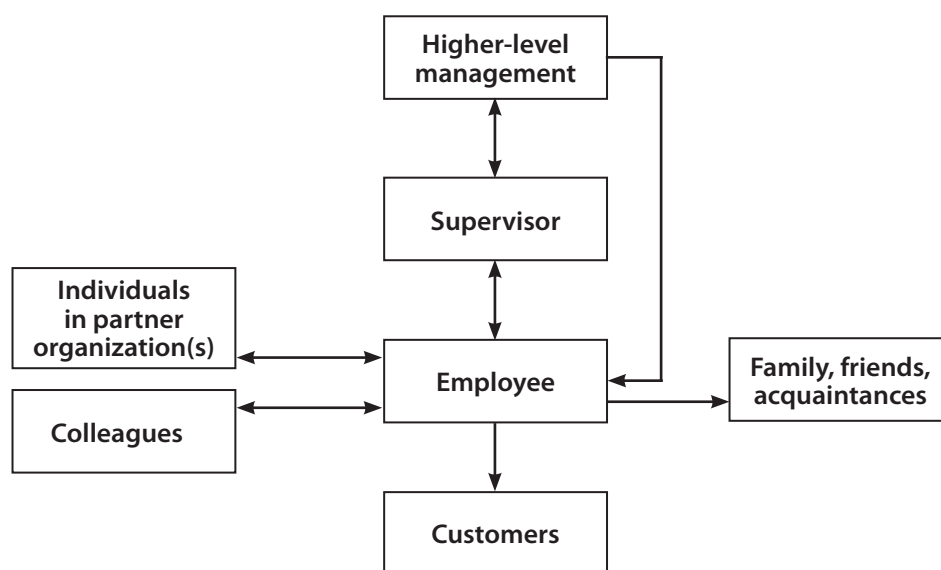 Higher-level
management
Supervisor
Individuals
in partner
organization(s)
Employee
Family, friends,
acquaintances
Colleagues
Customers